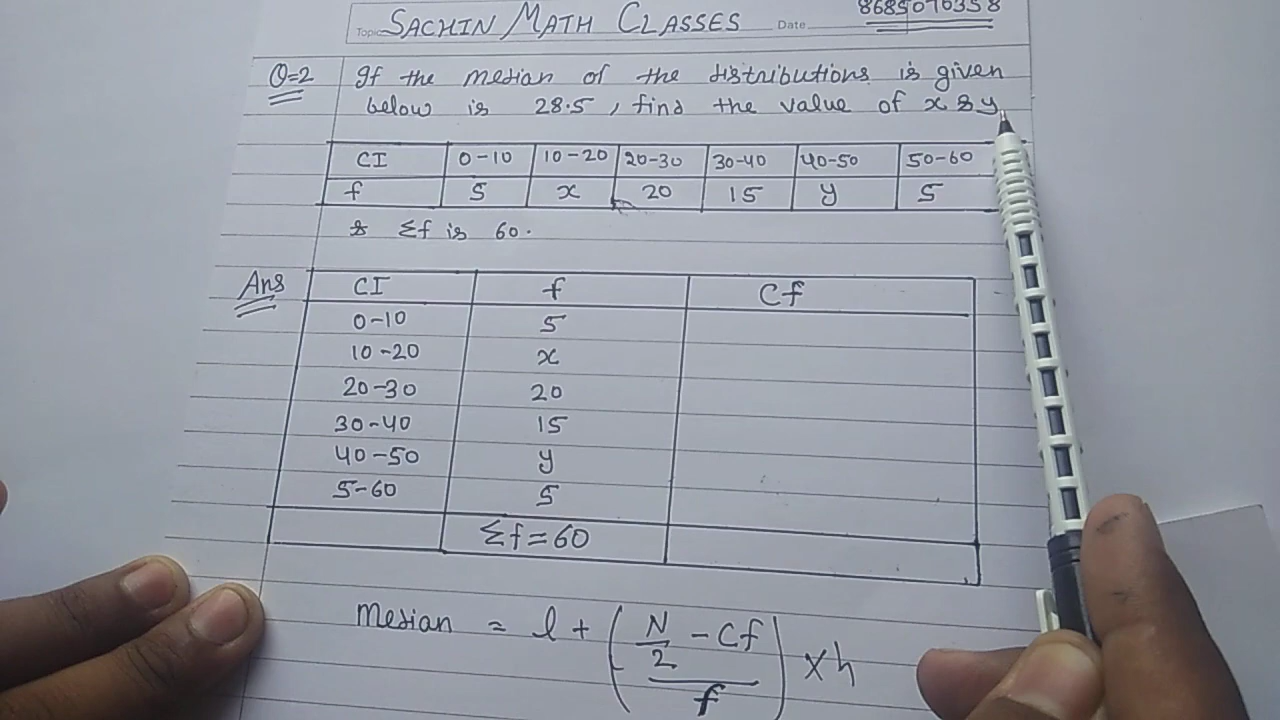 8685070358
Topic SACHIN MATH CLASSES Date
Q=2 If the median of the distributions is given
below is 28.5, find the value of x & y.
CI 0-10 10-20 20-30 30-40 40-50 50-60
f 5 x 20 15 y 5
& Σf is 60.
Ans CI f Cf
0-10 5
10-20 x
20-30 20
30-40 15
40-50 y
5-60 5
Σf=60
Median = l + (N/2 - Cf / f) × h